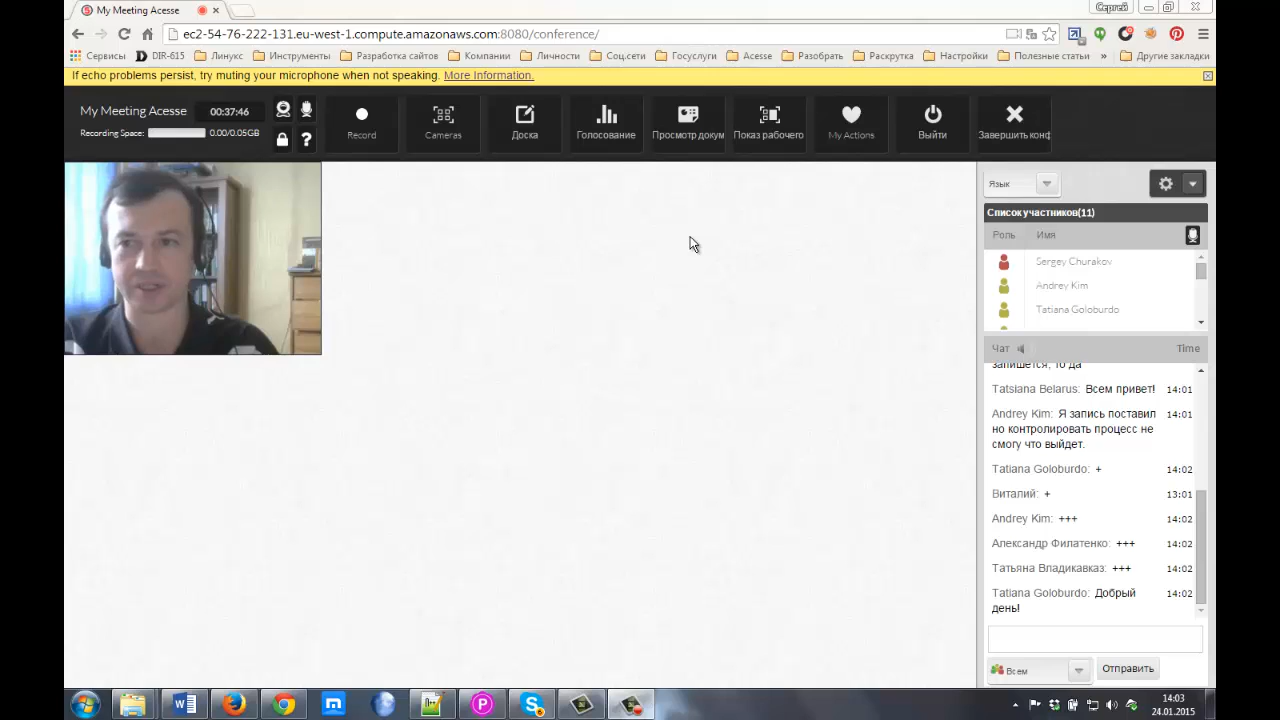 My Meeting Acesse
Сергей
ec2-54-76-222-131.eu-west-1.compute.amazonaws.com:8080/conference/
Сервисы DIR-615 Линукс Инструменты Разработка сайтов Компании Личности Соц.сети Госуслуги Acesse Разобрать Раскрутка Настройки Полезные статьи » Другие закладки
If echo problems persist, try muting your microphone when not speaking. More Information.
My Meeting Acesse 00:37:46
Recording Space: 0.00/0.05GB
Record Cameras Доска Голосование Просмотр докум Показ рабочего My Actions Выйти Завершить конф
Язык
Список участников(11)
Роль Имя
Sergey Churakov
Andrey Kim
Tatiana Goloburdo
Чат Time
запишется, то да
Tatsiana Belarus: Всем привет! 14:01
Andrey Kim: Я запись поставил 14:01
но контролировать процесс не
смогу что выйдет.
Tatiana Goloburdo: + 14:02
Виталий: + 13:01
Andrey Kim: +++ 14:02
Александр Филатенко: +++ 14:02
Татьяна Владикавказ: +++ 14:02
Tatiana Goloburdo: Добрый 14:02
день!
Всем Отправить
14:03
24.01.2015